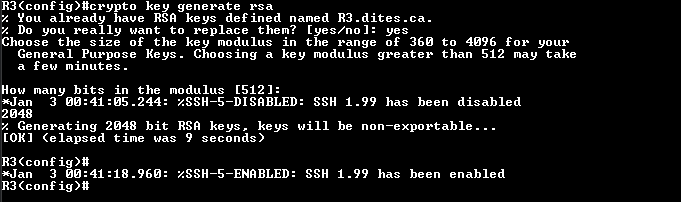 R3(config)#crypto key generate rsa
% You already have RSA keys defined named R3.dites.ca.
% Do you really want to replace them? [yes/no]: yes
Choose the size of the key modulus in the range of 360 to 4096 for your
  General Purpose Keys. Choosing a key modulus greater than 512 may take
  a few minutes.

How many bits in the modulus [512]:
*Jan  3 00:41:05.244: %SSH-5-DISABLED: SSH 1.99 has been disabled
2048
% Generating 2048 bit RSA keys, keys will be non-exportable...
[OK] (elapsed time was 9 seconds)

R3(config)#
*Jan  3 00:41:18.960: %SSH-5-ENABLED: SSH 1.99 has been enabled
R3(config)#